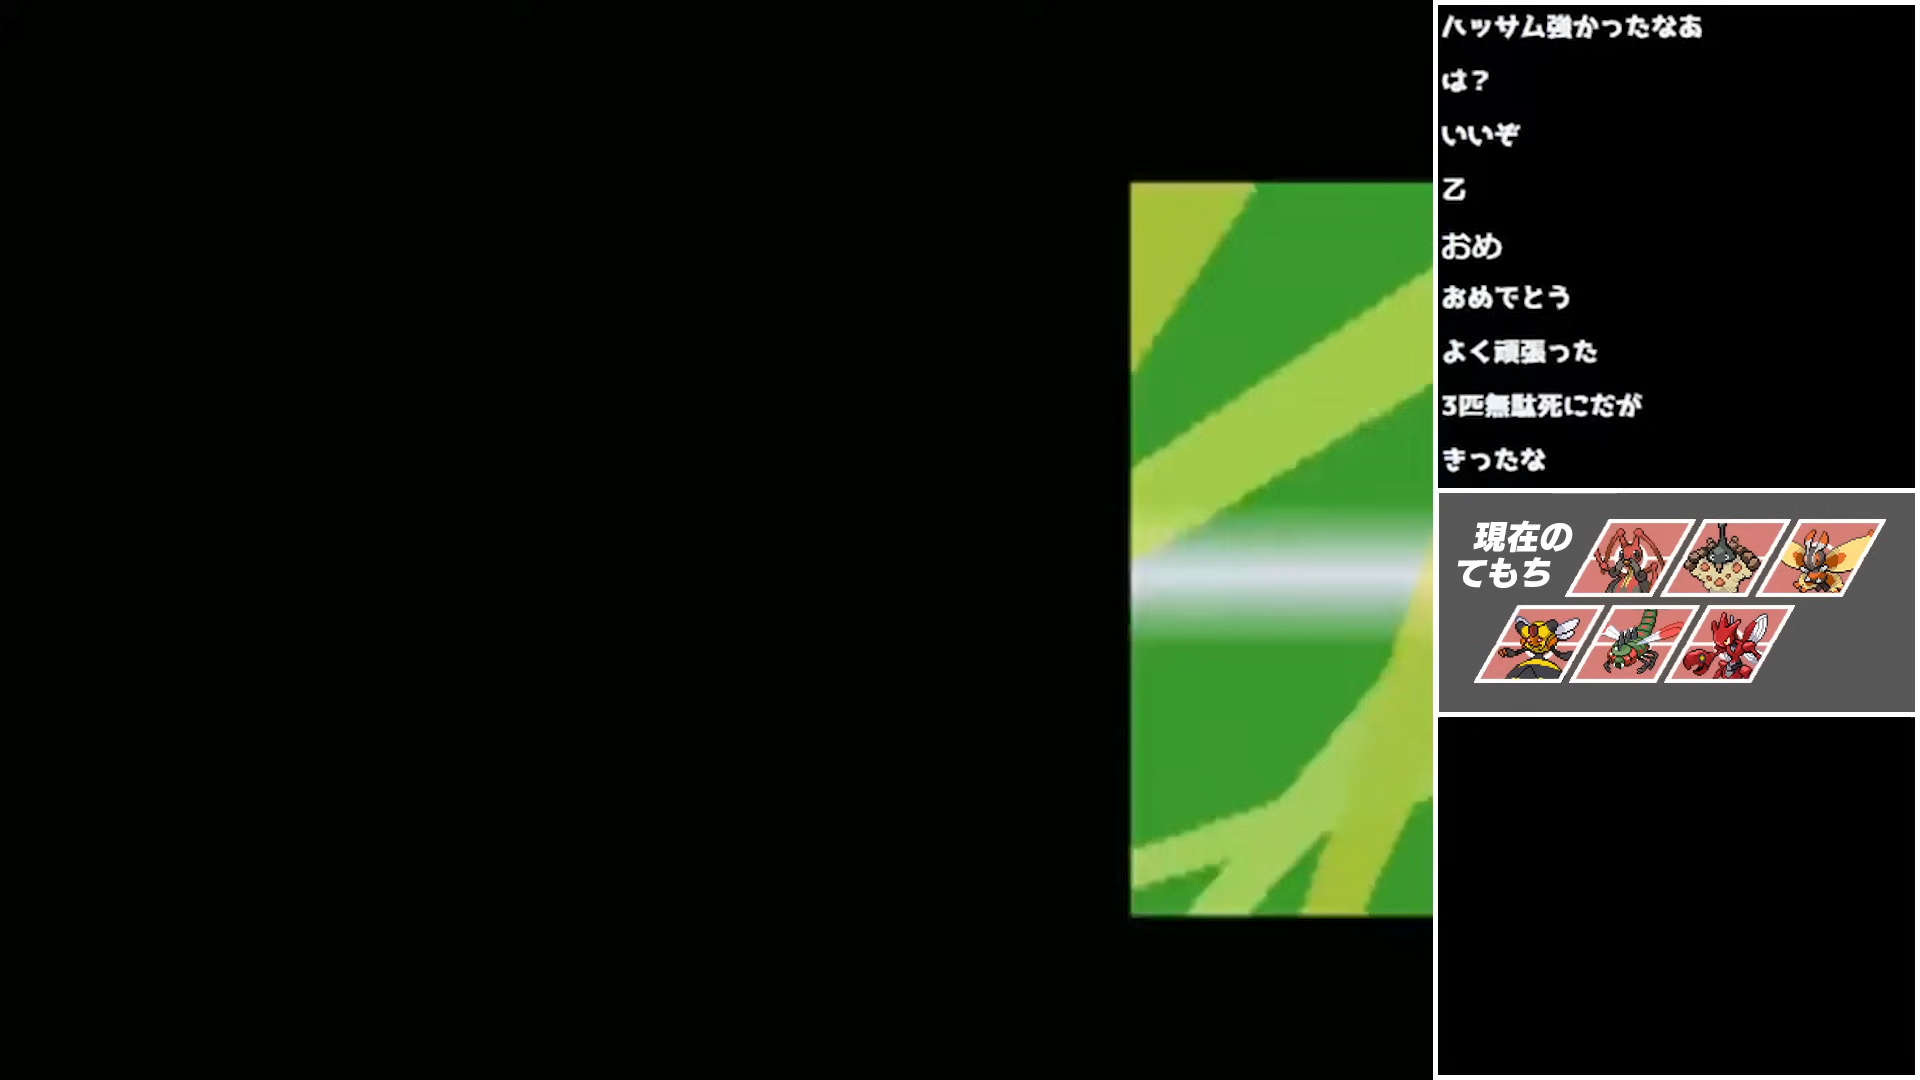 ハッサム強かったなあ
は？
いいぞ
乙
おめ
おめでとう
よく頑張った
3匹無駄死にだが
きったな
現在の
てもち